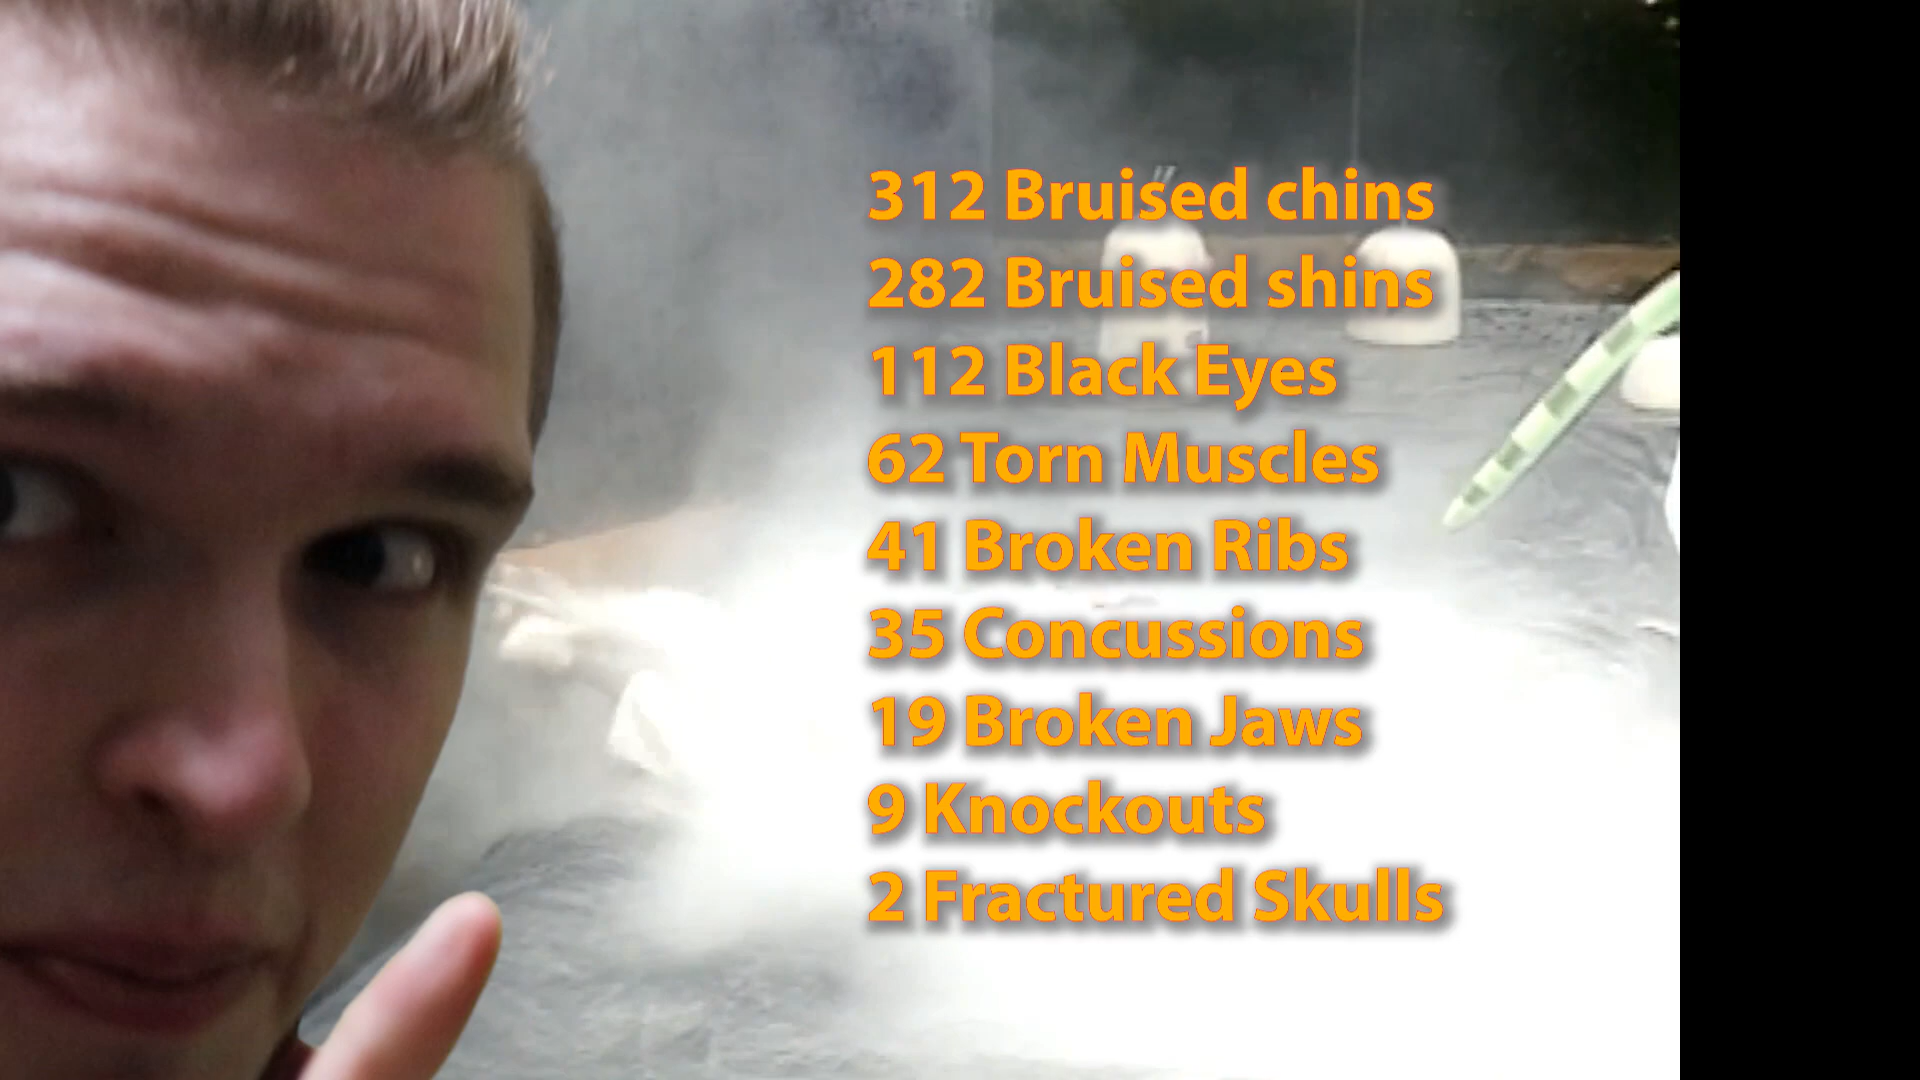 312 Bruised chins
282 Bruised shins
112 Black Eyes
62 Torn Muscles
41 Broken Ribs
35 Concussions
19 Broken Jaws
9 Knockouts
2 Fractured Skulls